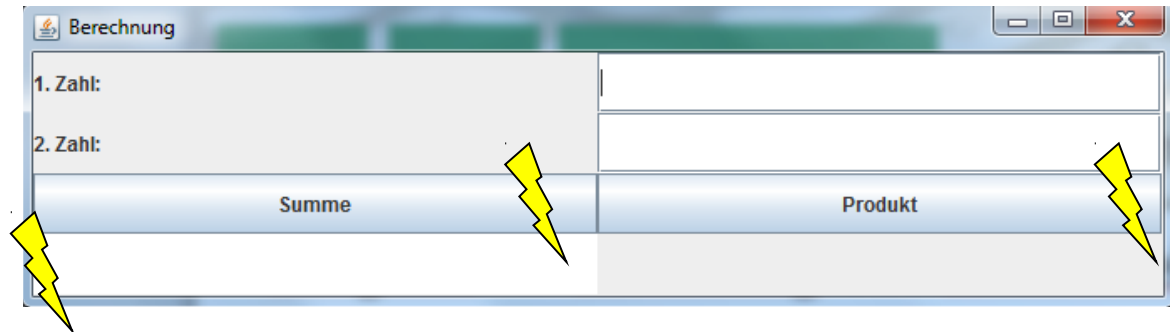 Berechnung
1. Zahl:
2. Zahl:
Summe
Produkt